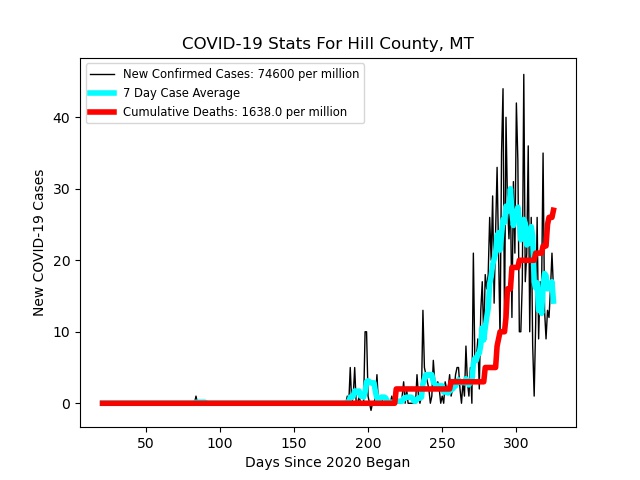 COVID-19 Stats For Hill County, MT
New Confirmed Cases: 74600 per million
7 Day Case Average
Cumulative Deaths: 1638.0 per million
New COVID-19 Cases
40
30
20
10
0
50 100 150 200 250 300
Days Since 2020 Began